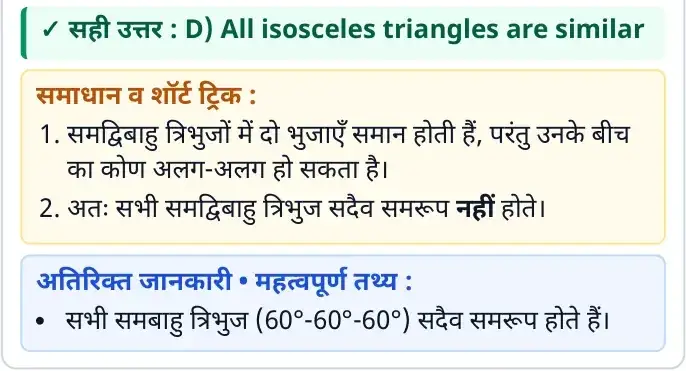 ✓ सही उत्तर : D) All isosceles triangles are similar
समाधान व शॉर्ट ट्रिक :
1. समद्विबाहु त्रिभुजों में दो भुजाएँ समान होती हैं, परंतु उनके बीच
का कोण अलग-अलग हो सकता है।
2. अतः सभी समद्विबाहु त्रिभुज सदैव समरूप नहीं होते।
अतिरिक्त जानकारी • महत्वपूर्ण तथ्य :
• सभी समबाहु त्रिभुज (60°-60°-60°) सदैव समरूप होते हैं।